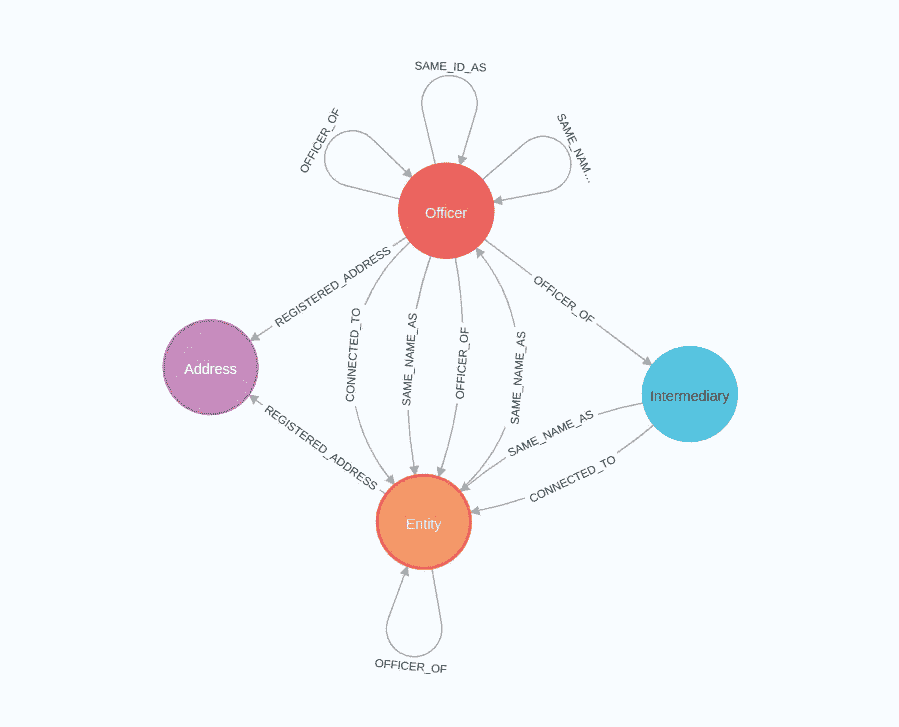 SAME_ID_AS
OFFICER_OF
SAME_NAM...
Officer
REGISTERED_ADDRESS
OFFICER_OF
CONNECTED_TO
SAME_NAME_AS
OFFICER_OF
SAME_NAME_AS
Address
Intermediary
REGISTERED_ADDRESS
SAME_NAME_AS
CONNECTED_TO
Entity
OFFICER_OF